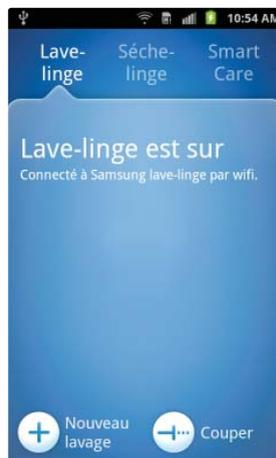 10:54 AM
Lave-
linge
Séche-
linge
Smart
Care
Lave-linge est sur
Connecté à Samsung lave-linge par wifi.
Nouveau
lavage
Couper